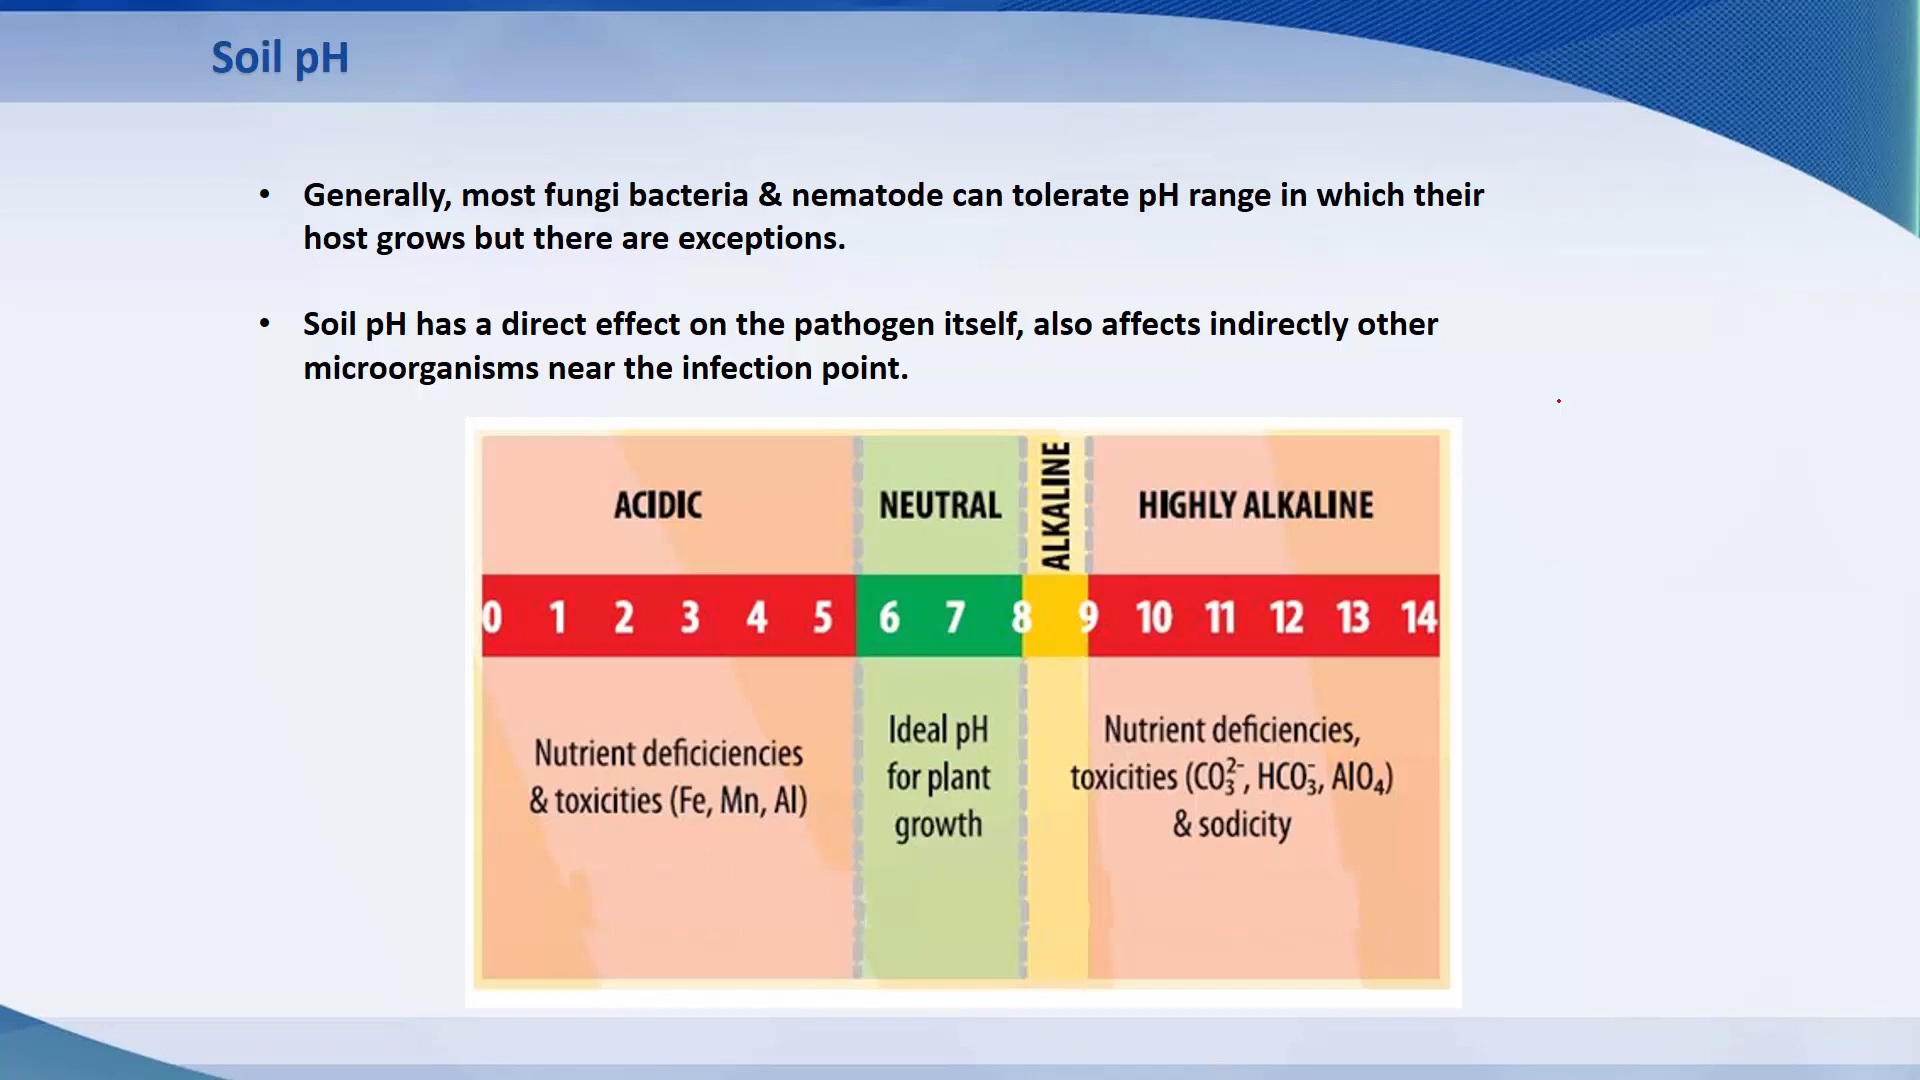 Soil pH
• Generally, most fungi bacteria & nematode can tolerate pH range in which their
host grows but there are exceptions.
• Soil pH has a direct effect on the pathogen itself, also affects indirectly other
microorganisms near the infection point.
ACIDIC
NEUTRAL
ALKALINE
HIGHLY ALKALINE
0 1 2 3 4 5 6 7 8 9 10 11 12 13 14
Nutrient deficiciencies
& toxicities (Fe, Mn, Al)
Ideal pH
for plant
growth
Nutrient deficiencies,
toxicities (CO₃²⁻, HCO₃⁻, AlO₄)
& sodicity